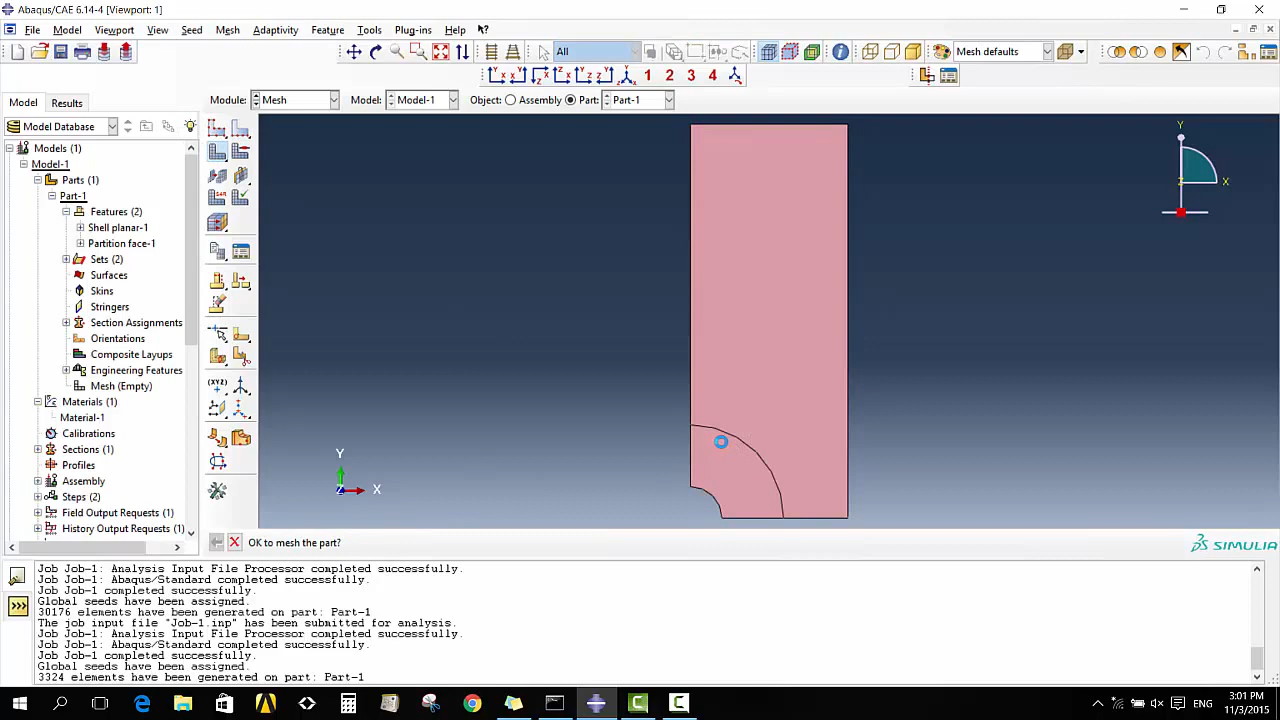 Abaqus/CAE 6.14-4 [Viewport: 1]
File Model Viewport View Seed Mesh Adaptivity Feature Tools Plug-ins
All Mesh defaults
1 2 3 4
Model Results Module: Mesh Model: Model-1 Object: Assembly Part: Part-1
Model Database
Models (1)
Model-1
Parts (1)
Part-1
Features (2)
Shell planar-1
Partition face-1
Sets (2)
Surfaces
Skins
Stringers
Section Assignments
Orientations
Composite Layups
Engineering Features
Mesh (Empty)
Materials (1)
Material-1
Calibrations
Sections (1)
Profiles
Assembly
Steps (2)
Field Output Requests (1)
History Output Requests (1)
Y
X
Z
Y
X
Z
OK to mesh the part?
SIMULIA
Job Job-1: Analysis Input File Processor completed successfully.
Job Job-1: Abaqus/Standard completed successfully.
Job Job-1 completed successfully.
Global seeds have been assigned.
30176 elements have been generated on part: Part-1
The job input file "Job-1.inp" has been submitted for analysis.
Job Job-1: Analysis Input File Processor completed successfully.
Job Job-1: Abaqus/Standard completed successfully.
Job Job-1 completed successfully.
Global seeds have been assigned.
3324 elements have been generated on part: Part-1
ENG
3:01 PM
11/3/2015